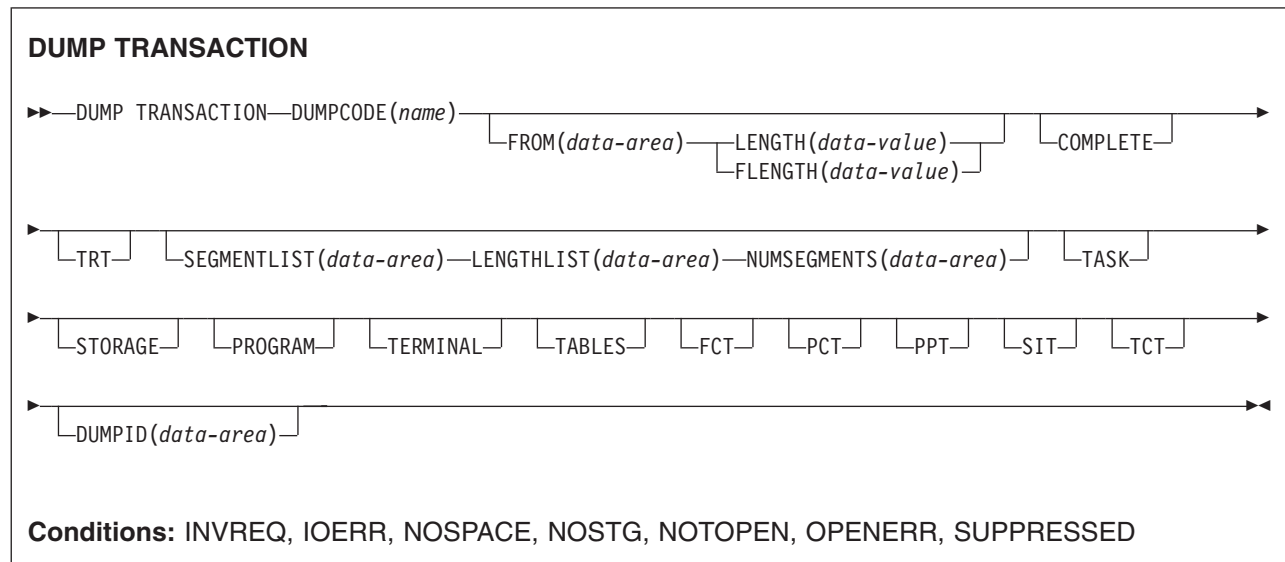 DUMP TRANSACTION
DUMP TRANSACTION DUMPCODE(name)
FROM(data-area) LENGTH(data-value) COMPLETE
FLENGTH(data-value)
TRT SEGMENTLIST(data-area) LENGTHLIST(data-area) NUMSEGMENTS(data-area) TASK
STORAGE PROGRAM TERMINAL TABLES FCT PCT PPT SIT TCT
DUMPID(data-area)
Conditions: INVREQ, IOERR, NOSPACE, NOSTG, NOTOPEN, OPENERR, SUPPRESSED